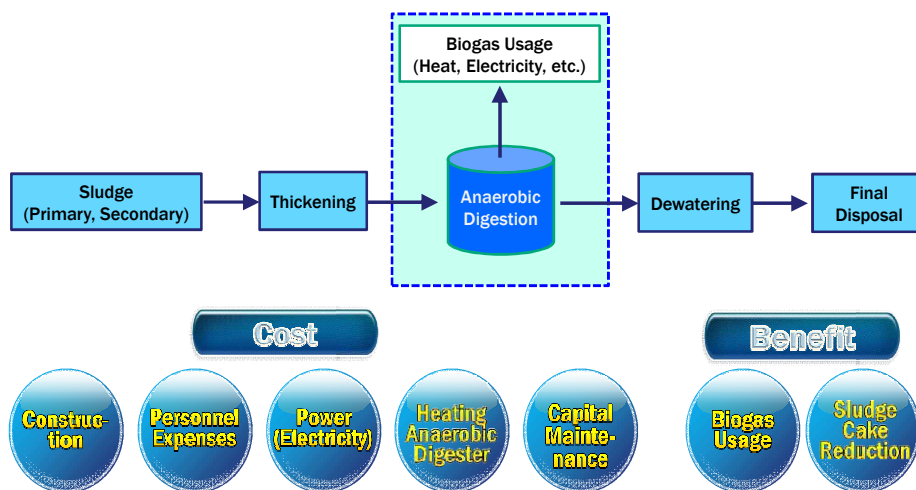 Biogas Usage
(Heat, Electricity, etc.)
Sludge
(Primary, Secondary)
Thickening
Anaerobic
Digestion
Dewatering
Final
Disposal
Cost
Benefit
Construc-
tion
Personnel
Expenses
Power
(Electricity)
Heating
Anaerobic
Digester
Capital
Mainte-
nance
Biogas
Usage
Sludge
Cake
Reduction